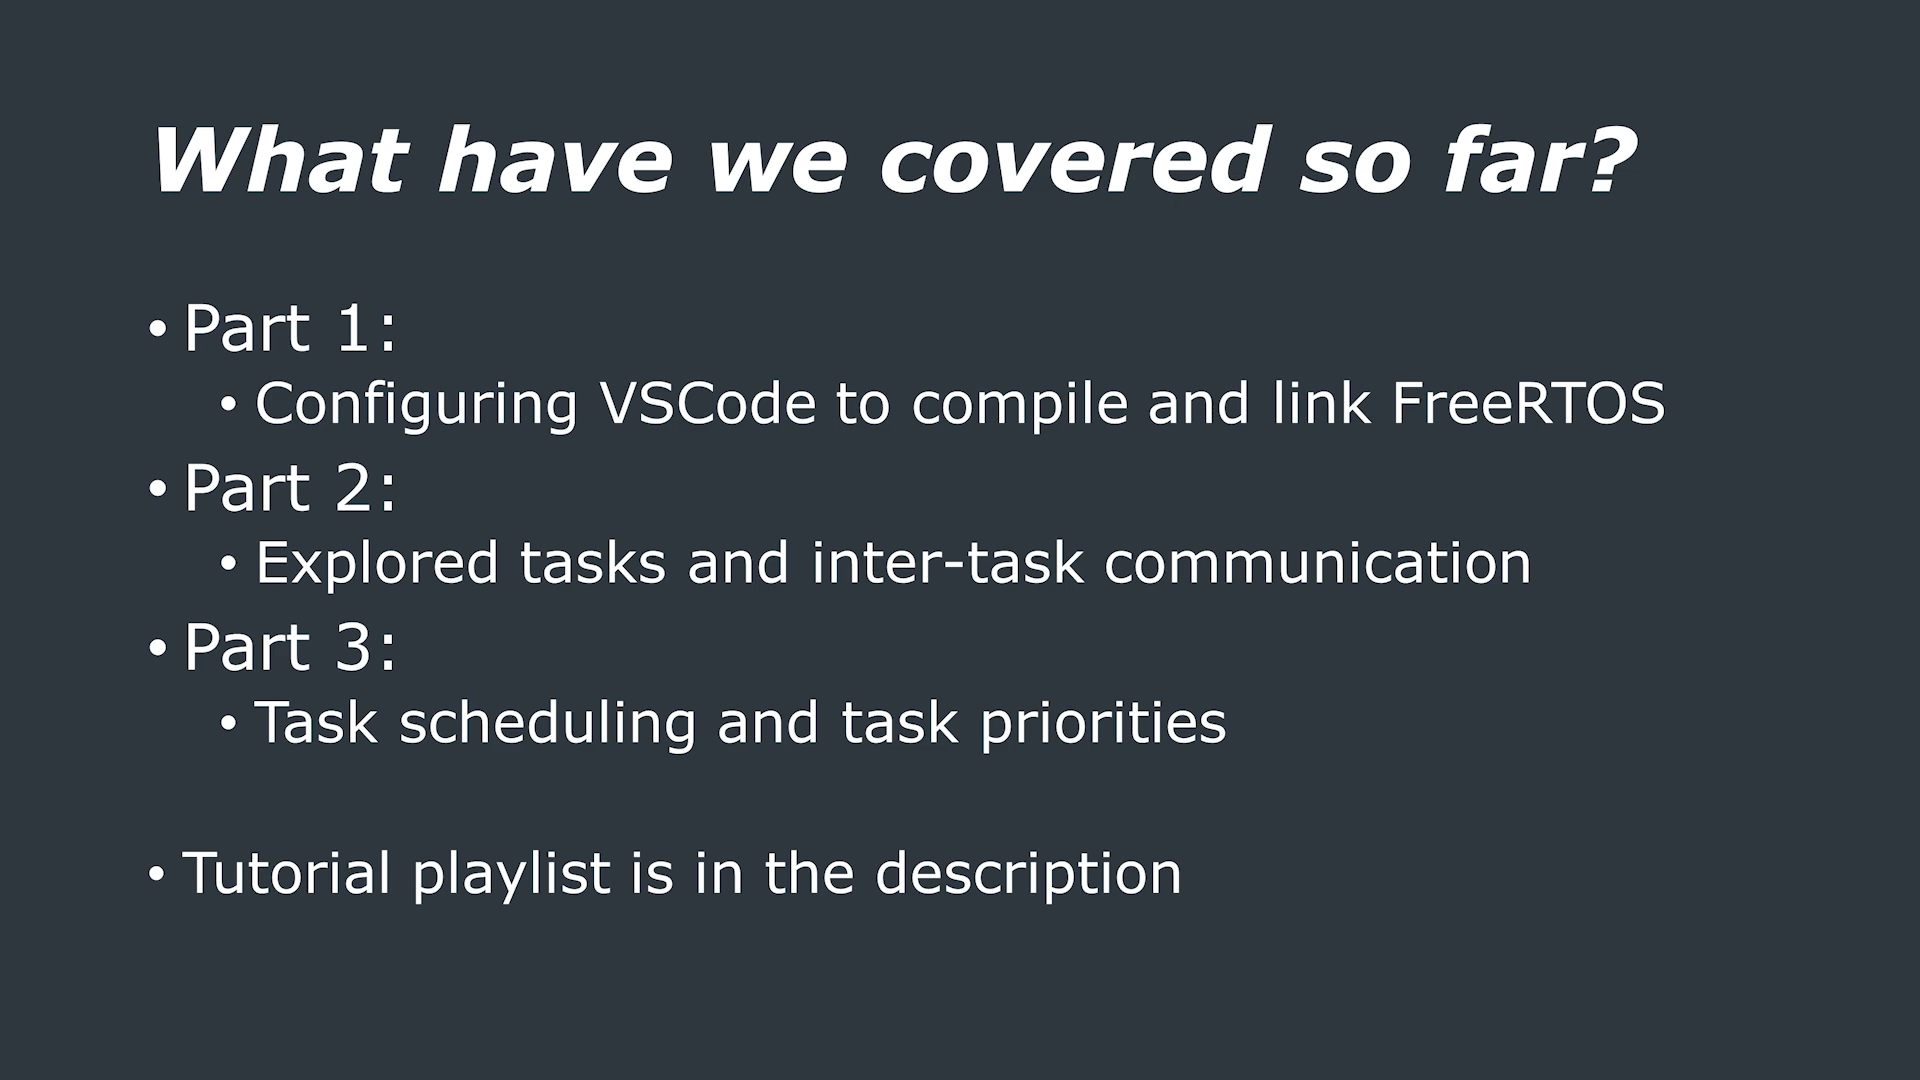 What have we covered so far?
• Part 1:
• Configuring VSCode to compile and link FreeRTOS
• Part 2:
• Explored tasks and inter-task communication
• Part 3:
• Task scheduling and task priorities
• Tutorial playlist is in the description